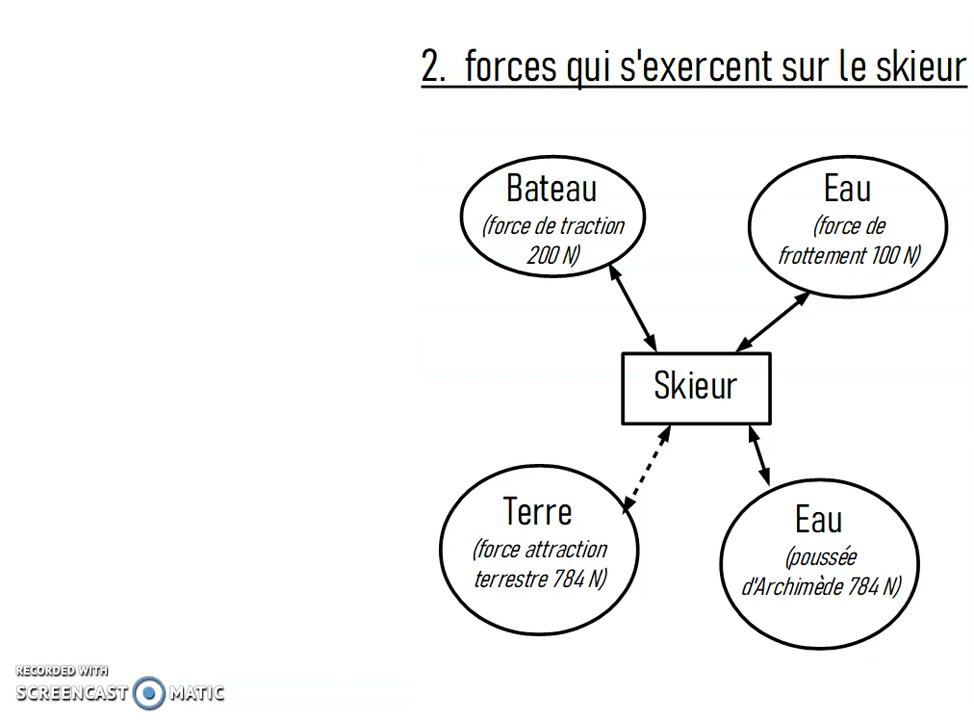 2. forces qui s'exercent sur le skieur
Bateau
(force de traction
200 N)
Eau
(force de
frottement 100 N)
Skieur
Terre
(force attraction
terrestre 784 N)
Eau
(poussée
d'Archimède 784 N)
RECORDED WITH
SCREENCAST MATIC